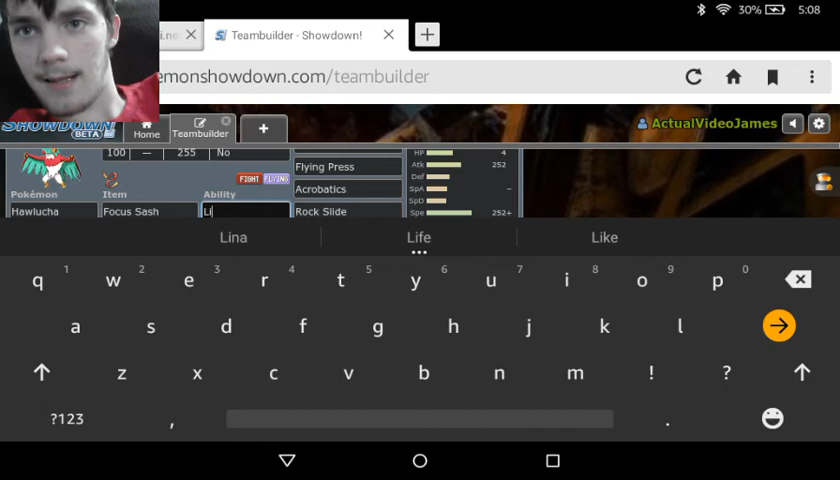 30% 5:08
i.net
Teambuilder - Showdown!
emonshowdown.com/teambuilder
SHOWDOWN
BETA
Home
Teambuilder
ActualVideoJames
100 — 255 No
FIGHT FLYING
Pokémon Item Ability
Hawlucha Focus Sash Li
Flying Press
Acrobatics
Rock Slide
HP 4
Atk 252
Def
SpA –
SpD
Spe 252+
Lina Life Like
1 2 3 4 5 6 7 8 9 0
q w e r t y u i o p
a s d f g h j k l
z x c v b n m ! ?
?123 , .